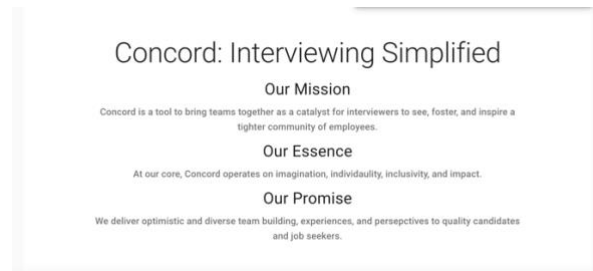 Concord: Interviewing Simplified
Our Mission
Concord is a tool to bring teams together as a catalyst for interviewers to see, foster, and inspire a
tighter community of employees.
Our Essence
At our core, Concord operates on imagination, individaulity, inclusivity, and impact.
Our Promise
We deliver optimistic and diverse team building, experiences, and persepctives to quality candidates
and job seekers.